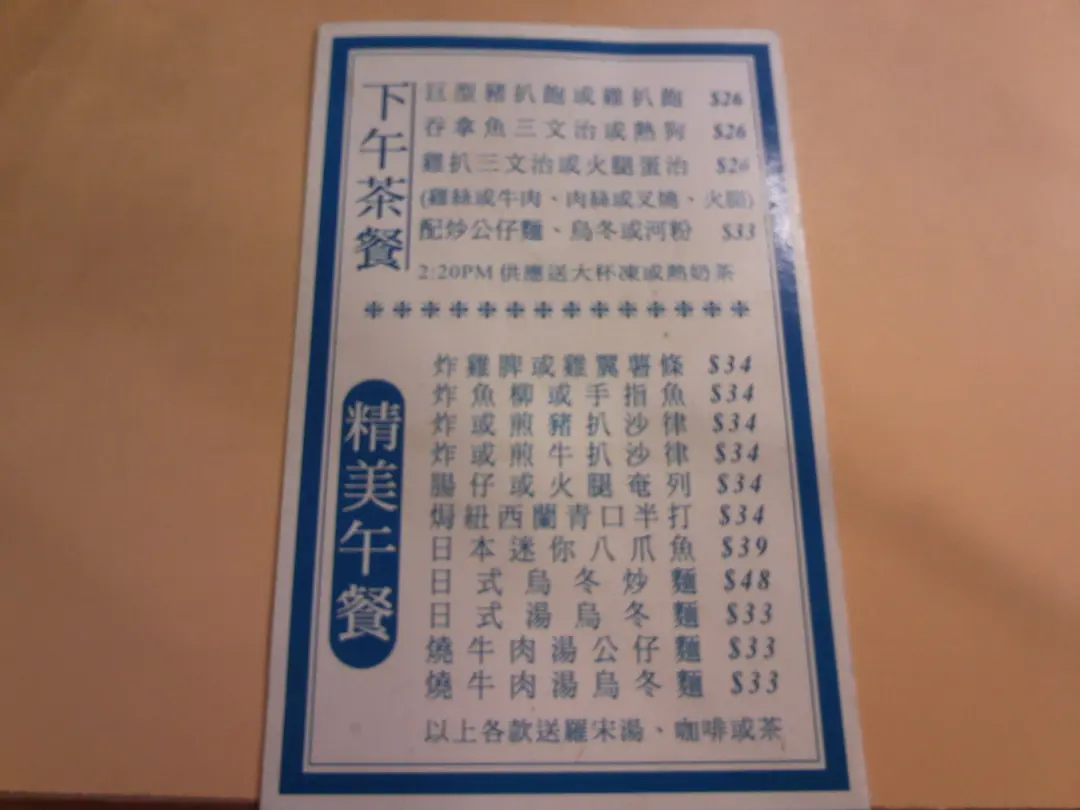 下午茶餐
巨型豬扒飽或雞扒飽 $26
吞拿魚三文治或熱狗 $26
雞扒三文治或火腿蛋治 $26
(雞絲或牛肉、肉絲或叉燒、火腿)
配炒公仔麵、烏冬或河粉 $33
2:20PM 供應送大杯凍或熱奶茶
精美午餐
炸雞脾或雞翼薯條 $34
炸魚柳或手指魚 $34
炸或煎豬扒沙律 $34
炸或煎牛扒沙律 $34
腸仔或火腿奄列 $34
焗紐西蘭青口半打 $34
日本迷你八爪魚 $39
日式烏冬炒麵 $48
日式湯烏冬麵 $33
燒牛肉湯公仔麵 $33
燒牛肉湯烏冬麵 $33
以上各款送羅宋湯、咖啡或茶